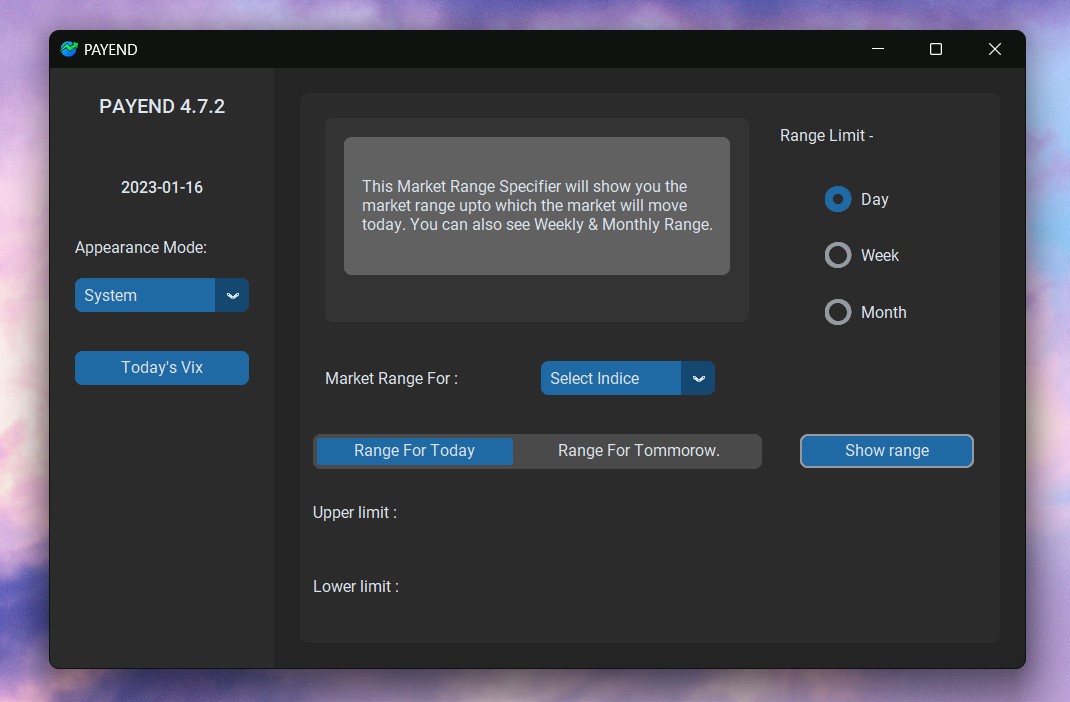 PAYEND
PAYEND 4.7.2
2023-01-16
Appearance Mode:
System
Today's Vix
This Market Range Specifier will show you the
market range upto which the market will move
today. You can also see Weekly & Monthly Range.
Range Limit -
Day
Week
Month
Market Range For :
Select Indice
Range For Today
Range For Tommorow.
Show range
Upper limit :
Lower limit :